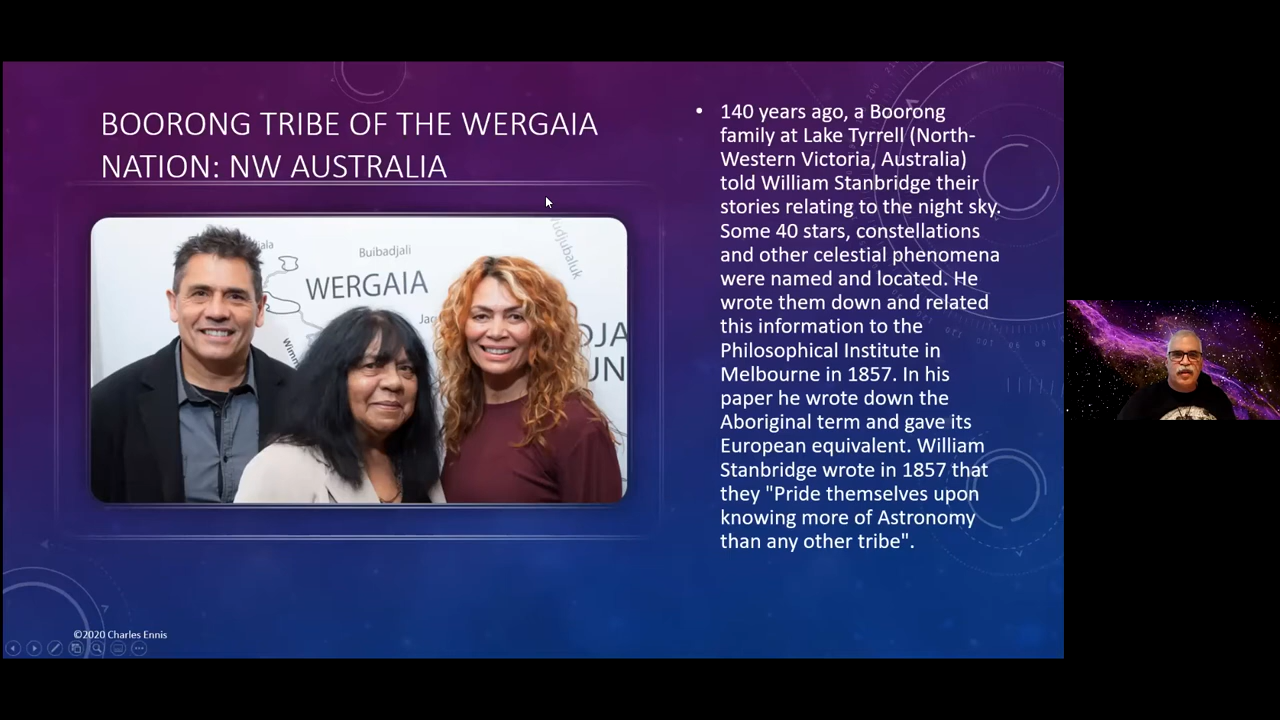 BOORONG TRIBE OF THE WERGAIA
NATION: NW AUSTRALIA
Buibadjali
WERGAIA
• 140 years ago, a Boorong
family at Lake Tyrrell (North-
Western Victoria, Australia)
told William Stanbridge their
stories relating to the night sky.
Some 40 stars, constellations
and other celestial phenomena
were named and located. He
wrote them down and related
this information to the
Philosophical Institute in
Melbourne in 1857. In his
paper he wrote down the
Aboriginal term and gave its
European equivalent. William
Stanbridge wrote in 1857 that
they "Pride themselves upon
knowing more of Astronomy
than any other tribe".
©2020 Charles Ennis